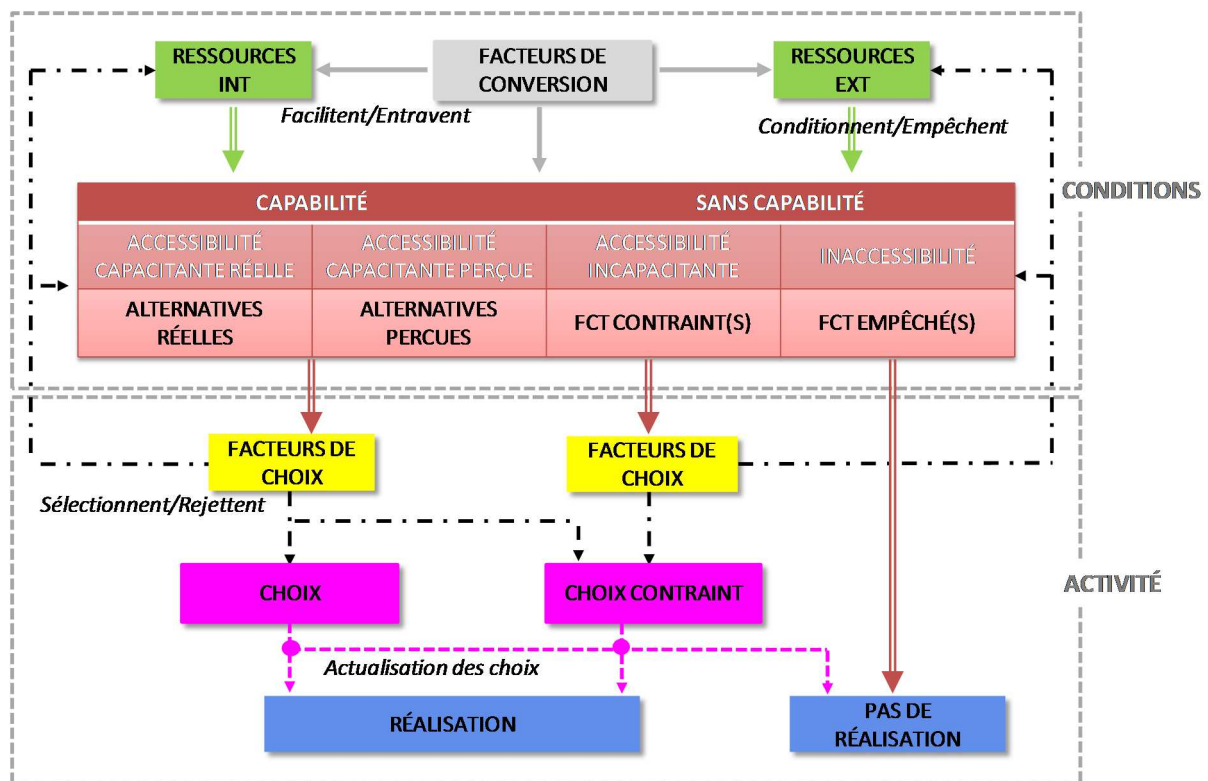 RESSOURCES
INT
FACTEURS DE
CONVERSION
RESSOURCES
EXT
Facilitent/Entravent
Conditionnent/Empêchent
CAPABILITÉ
SANS CAPABILITÉ
CONDITIONS
ACCESSIBILITÉ
CAPACITANTE RÉELLE
ACCESSIBILITÉ
CAPACITANTE PERÇUE
ACCESSIBILITÉ
INCAPACITANTE
INACCESSIBILITÉ
ALTERNATIVES
RÉELLES
ALTERNATIVES
PERCUES
FCT CONTRAINT(S)
FCT EMPÊCHÉ(S)
FACTEURS DE
CHOIX
FACTEURS DE
CHOIX
Sélectionnent/Rejettent
CHOIX
CHOIX CONTRAINT
ACTIVITÉ
Actualisation des choix
RÉALISATION
PAS DE
RÉALISATION